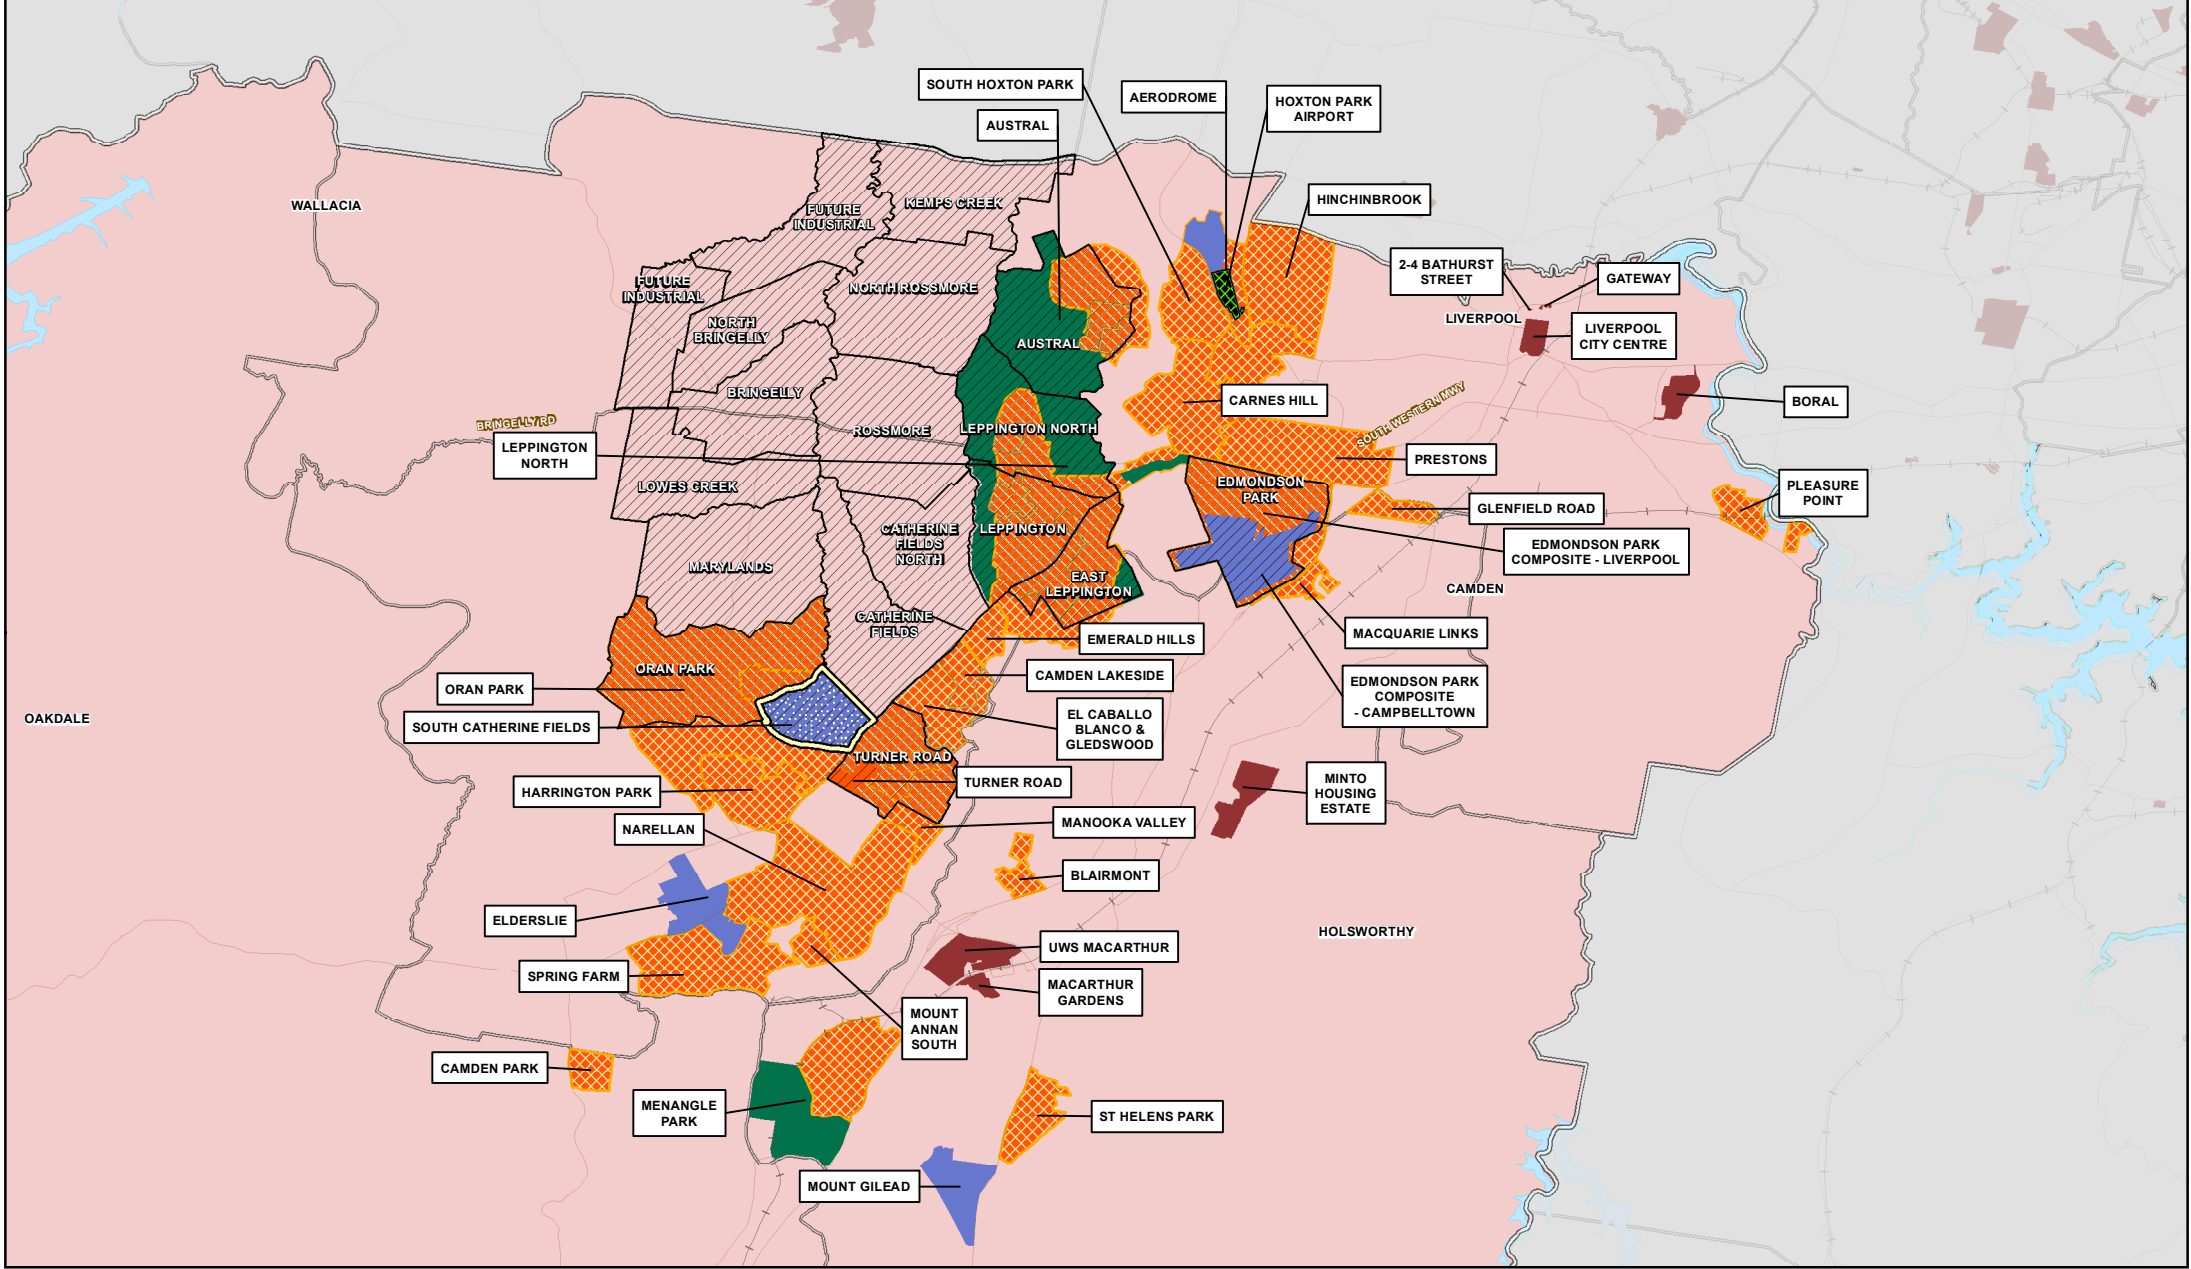 SOUTH HOXTON PARK
AERODROME
HOXTON PARK
AIRPORT
AUSTRAL
WALLACIA
KEMPS CREEK
FUTURE
INDUSTRIAL
HINCHINBROOK
2-4 BATHURST
STREET
GATEWAY
FUTURE
INDUSTRIAL
NORTH ROSSMORE
LIVERPOOL
LIVERPOOL
CITY CENTRE
NORTH
BRINGELLY
AUSTRAL
BRINGELLY
CARNES HILL
BORAL
SOUTH WESTERN MWY
BRINGELLY RD
ROSSMORE
LEPPINGTON NORTH
LEPPINGTON
NORTH
PRESTONS
LOWES CREEK
EDMONDSON
PARK
PLEASURE
POINT
GLENFIELD ROAD
CATHERINE
FIELDS
NORTH
LEPPINGTON
EDMONDSON PARK
COMPOSITE - LIVERPOOL
MARYLANDS
EAST
LEPPINGTON
CAMDEN
CATHERINE
FIELDS
EMERALD HILLS
MACQUARIE LINKS
ORAN PARK
CAMDEN LAKESIDE
ORAN PARK
EDMONDSON PARK
COMPOSITE
- CAMPBELLTOWN
OAKDALE
SOUTH CATHERINE FIELDS
EL CABALLO
BLANCO &
GLEDSWOOD
TURNER ROAD
TURNER ROAD
HARRINGTON PARK
MINTO
HOUSING
ESTATE
NARELLAN
MANOOKA VALLEY
BLAIRMONT
ELDERSLIE
HOLSWORTHY
UWS MACARTHUR
SPRING FARM
MACARTHUR
GARDENS
MOUNT
ANNAN
SOUTH
CAMDEN PARK
MENANGLE
PARK
ST HELENS PARK
MOUNT GILEAD